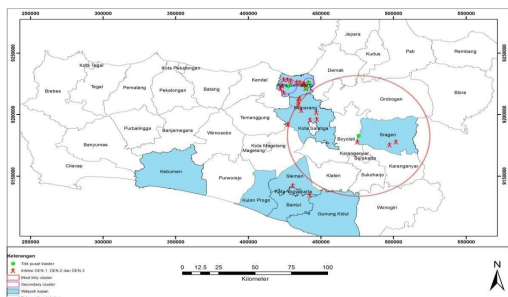 250000 300000 350000 400000 450000 500000 550000
9250000
9200000
9150000
9250000
9200000
9150000
Jepara
Kudus
Pati
Rembang
Kota Tegal
Kota Pekalongan
Kendal
Demak
Brebes
Tegal
Pemalang
Pekalongan
Batang
Grobogan
Blora
Semarang
Temanggung
Kota Salatiga
Purbalingga
Banjarnegara
Wonosobo
Boyolali
Sragen
Banyumas
Kota Magelang
Magelang
Karanganyar
Surakarta
Cilacap
Kebumen
Purworejo
Sleman
Klaten
Sukoharjo
Karanganyar
Kota Yogyakarta
Kulon Progo
Bantul
Gunung Kidul
Wonogiri
250000 300000 350000 400000 450000 500000 550000
Keterangan
Titik pusat klaster
Infeksi DEN-1, DEN-2 dan DEN-3
Most likely cluster
Secondary cluster
Wilayah kajian
0 12.5 25 50 75 100
Kilometer
N